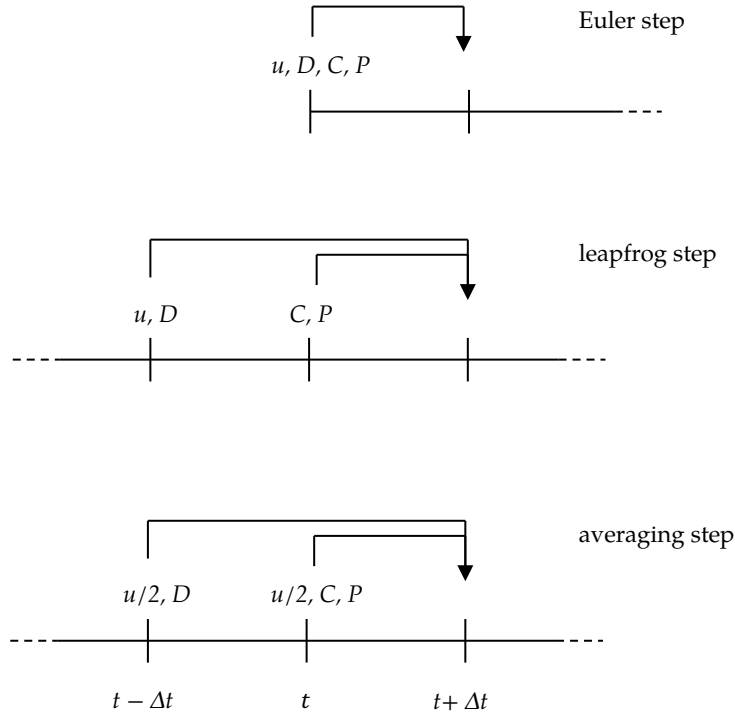 Euler step
u, D, C, P
leapfrog step
u, D C, P
averaging step
u/2, D u/2, C, P
t − Δt t t+ Δt